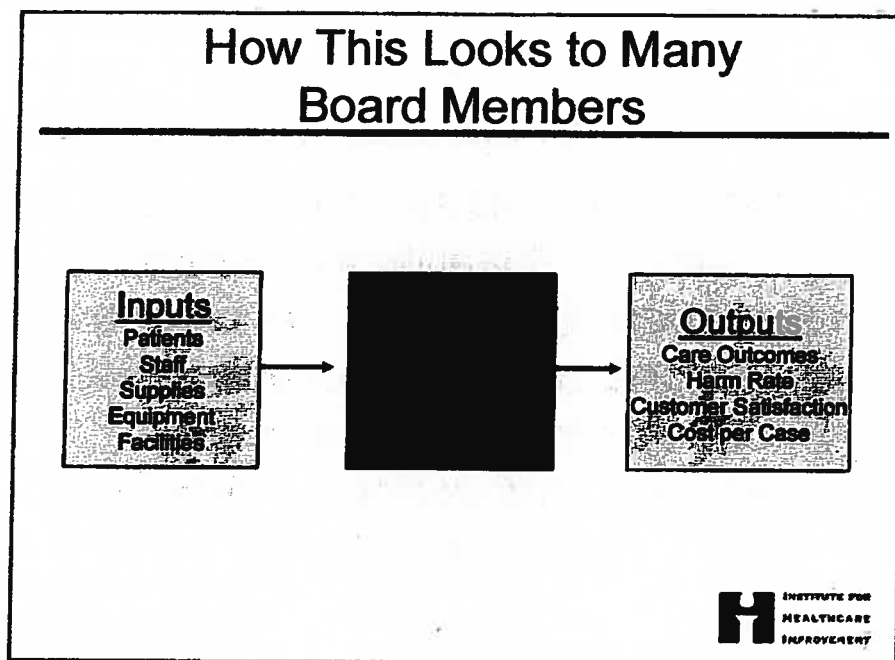 How This Looks to Many
Board Members
Inputs
Patients
Staff
Supplies
Equipment
Facilities
Outputs
Care Outcomes
Harm Rate
Customer Satisfaction
Cost per Case
INSTITUTE FOR
HEALTHCARE
IMPROVEMENT